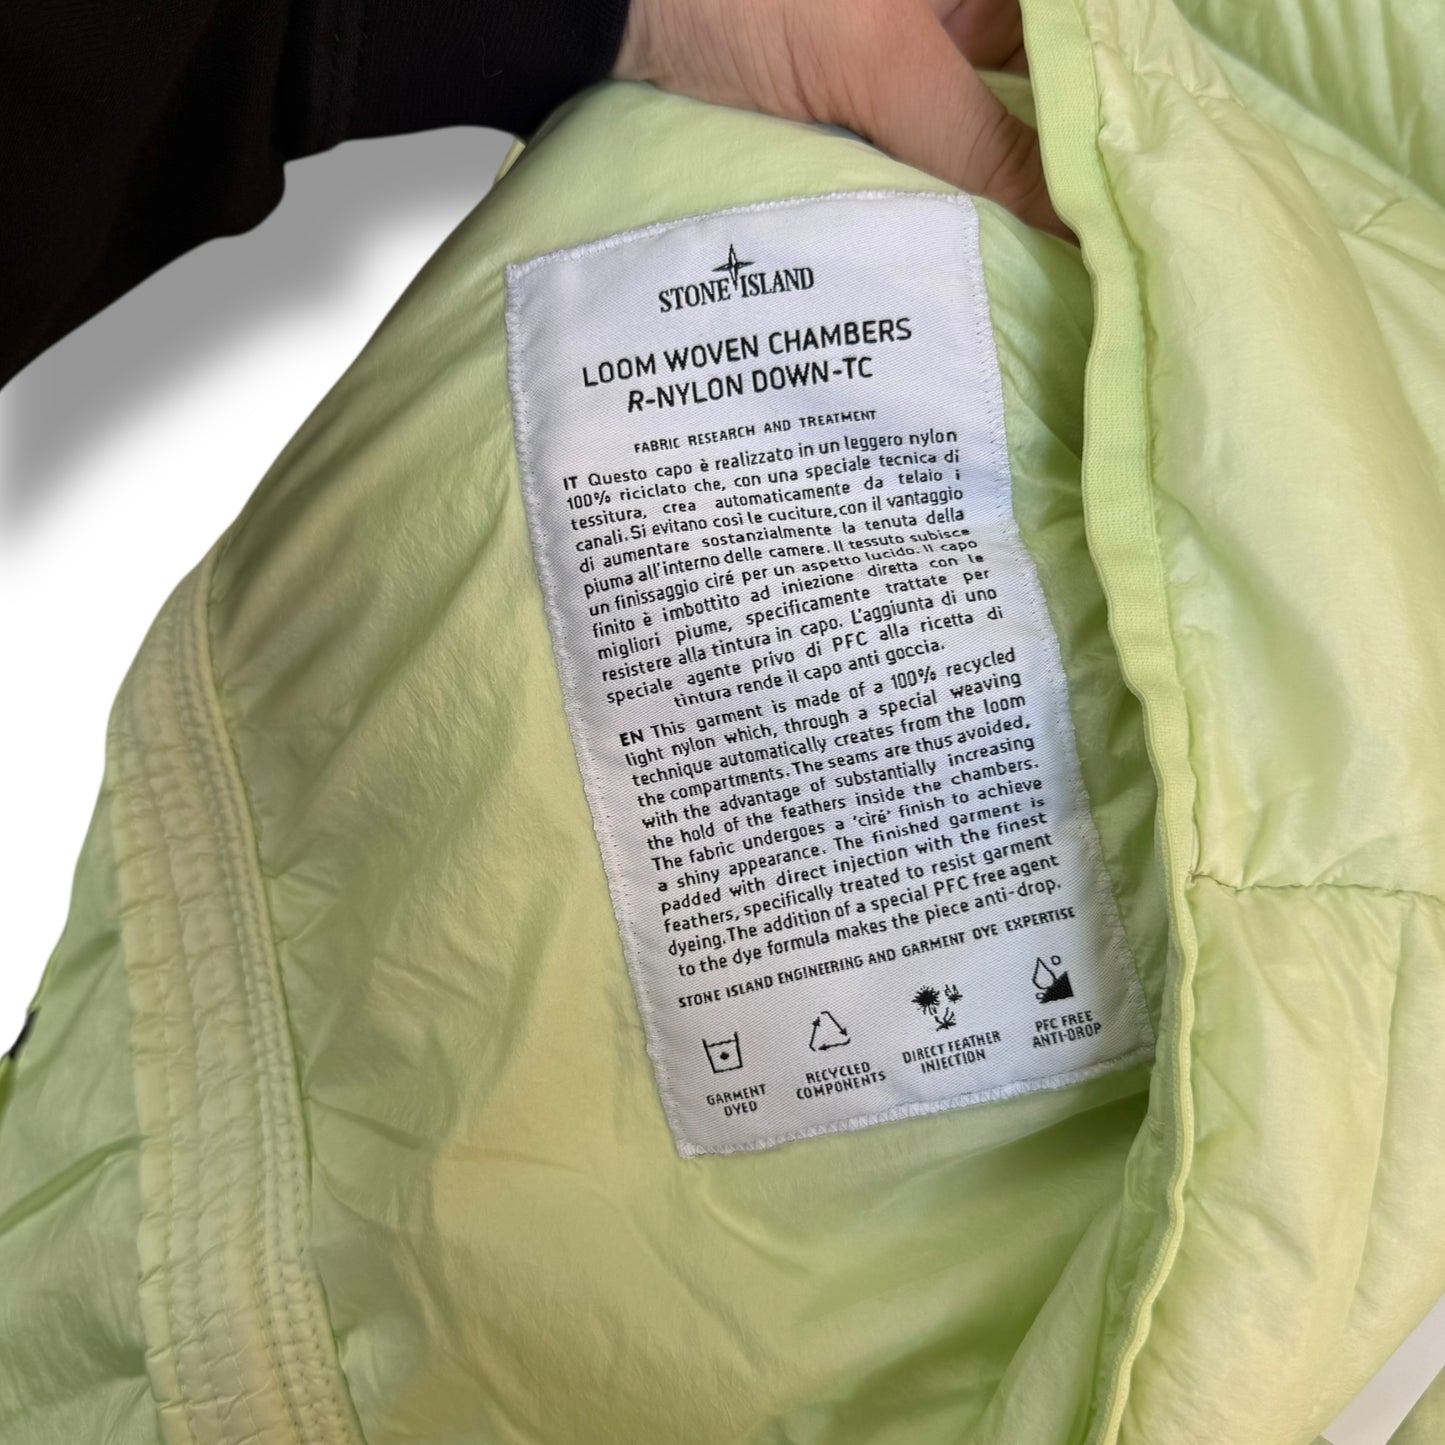 STONE ISLAND
LOOM WOVEN CHAMBERS
R-NYLON DOWN-TC
FABRIC RESEARCH AND TREATMENT
IT Questo capo è realizzato in un leggero nylon
100% riciclato che, con una speciale tecnica di
tessitura, crea automaticamente da telaio i
canali. Si evitano così le cuciture, con il vantaggio
di aumentare sostanzialmente la tenuta della
piuma all'interno delle camere. Il tessuto subisce
un finissaggio ciré per un aspetto lucido. Il capo
finito è imbottito ad iniezione diretta con le
migliori piume, specificamente trattate per
resistere alla tintura in capo. L'aggiunta di uno
speciale agente privo di PFC alla ricetta di
tintura rende il capo anti goccia.
EN This garment is made of a 100% recycled
light nylon which, through a special weaving
technique automatically creates from the loom
the compartments. The seams are thus avoided,
with the advantage of substantially increasing
the hold of the feathers inside the chambers.
The fabric undergoes a 'ciré' finish to achieve
a shiny appearance. The finished garment is
padded with direct injection with the finest
feathers, specifically treated to resist garment
dyeing. The addition of a special PFC free agent
to the dye formula makes the piece anti-drop.
STONE ISLAND ENGINEERING AND GARMENT DYE EXPERTISE
GARMENT
DYED
RECYCLED
COMPONENTS
DIRECT FEATHER
INJECTION
PFC FREE
ANTI-DROP